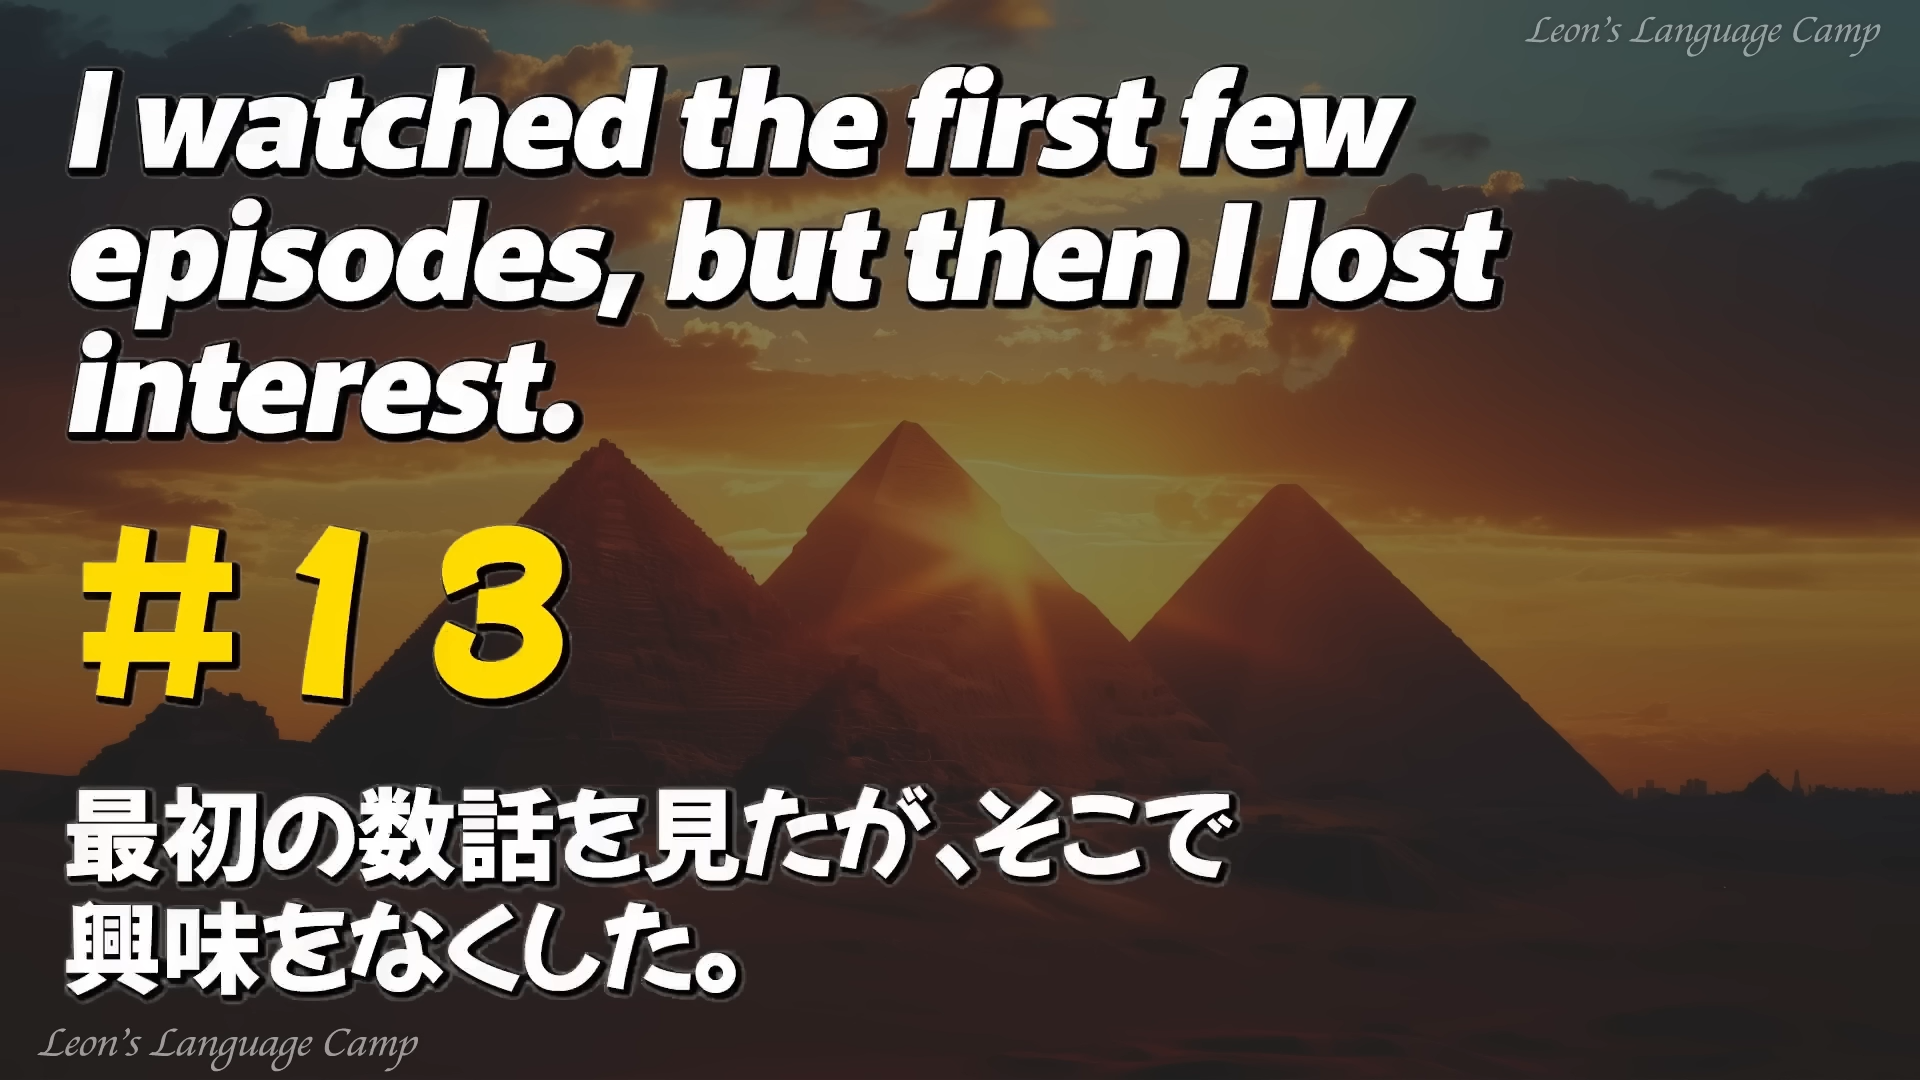 Leon's Language Camp
I watched the first few
episodes, but then I lost
interest.
#13
最初の数話を見たが、そこで
興味をなくした。
Leon's Language Camp